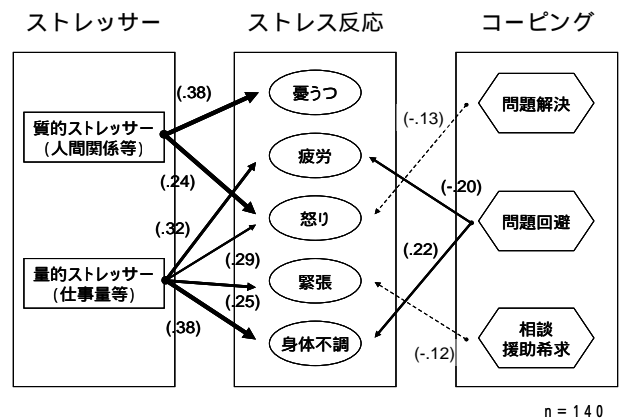 ストレッサー
ストレス反応
コーピング
質的ストレッサー
(人間関係等)
量的ストレッサー
(仕事量等)
(.38)
(.24)
(.32)
(.29)
(.25)
(.38)
憂うつ
疲労
怒り
緊張
身体不調
(-.13)
(-.20)
(.22)
(-.12)
問題解決
問題回避
相談
援助希求
n=140